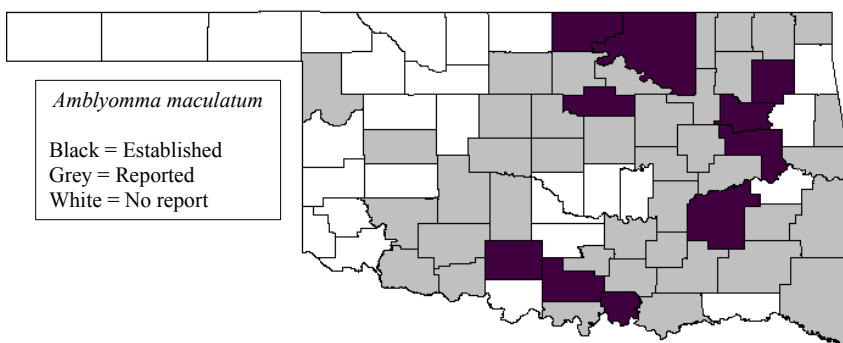 Amblyomma maculatum
Black = Established
Grey = Reported
White = No report